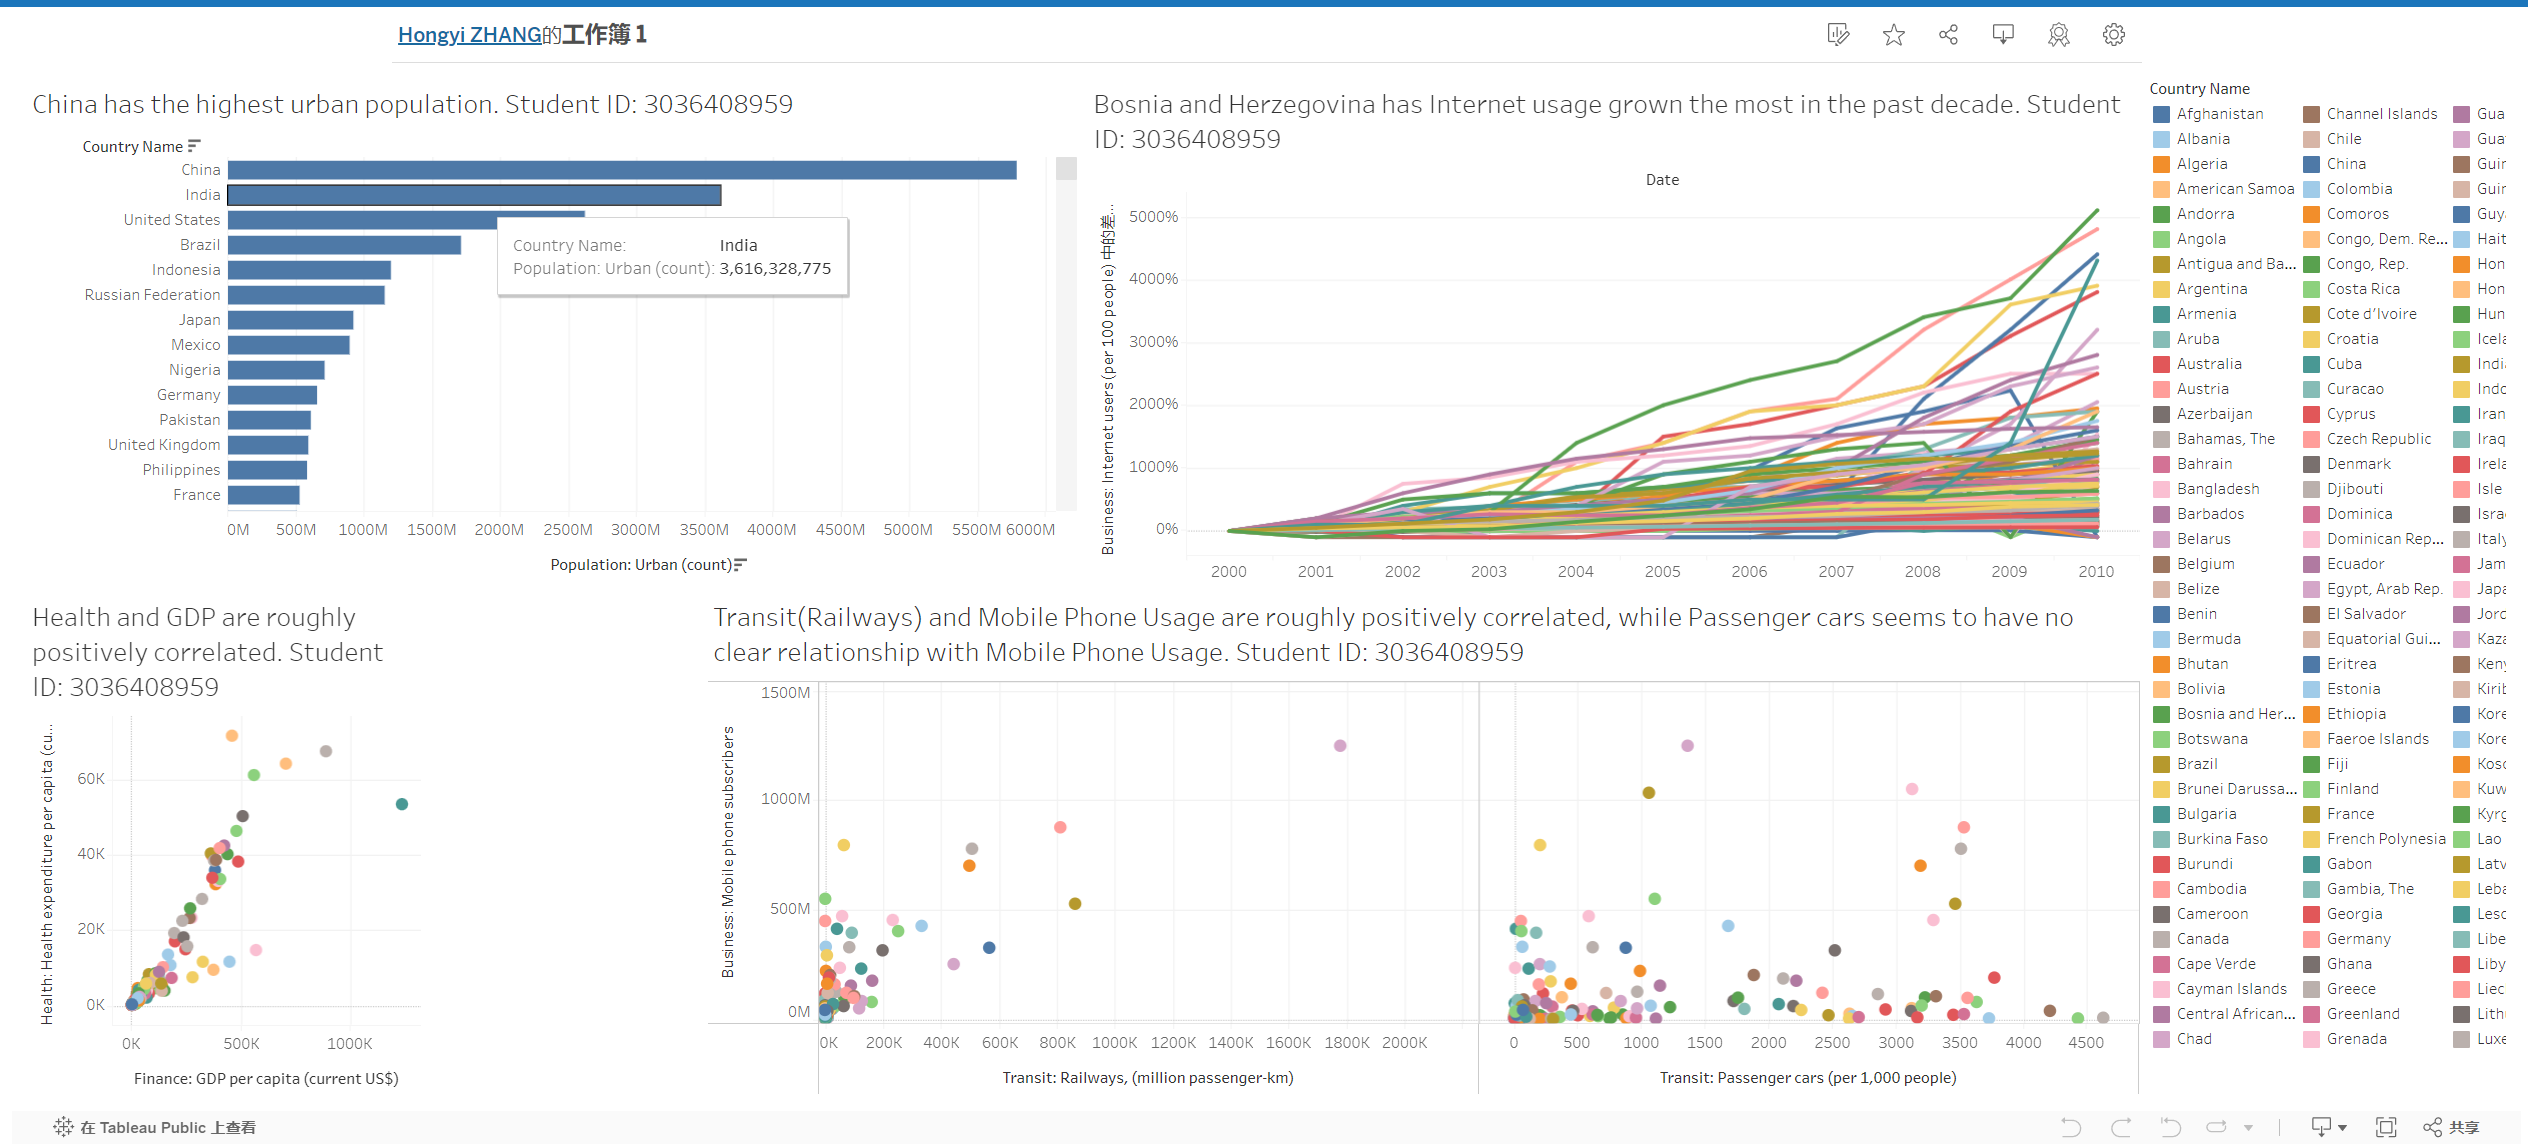 Hongyi ZHANG的工作簿 1
China has the highest urban population. Student ID: 3036408959
Country Name
China
India
United States
Brazil
Indonesia
Russian Federation
Japan
Mexico
Nigeria
Germany
Pakistan
United Kingdom
Philippines
France
Country Name: India
Population: Urban (count): 3,616,328,775
0M 500M 1000M 1500M 2000M 2500M 3000M 3500M 4000M 4500M 5000M 5500M 6000M
Population: Urban (count)
Bosnia and Herzegovina has Internet usage grown the most in the past decade. Student
ID: 3036408959
Date
Business: Internet users (per 100 people) 中的差...
5000%
4000%
3000%
2000%
1000%
0%
2000 2001 2002 2003 2004 2005 2006 2007 2008 2009 2010
Health and GDP are roughly
positively correlated. Student
ID: 3036408959
Health: Health expenditure per capita (cu...
60K
40K
20K
0K
0K 500K 1000K
Finance: GDP per capita (current US$)
Transit(Railways) and Mobile Phone Usage are roughly positively correlated, while Passenger cars seems to have no
clear relationship with Mobile Phone Usage. Student ID: 3036408959
Business: Mobile phone subscribers
1500M
1000M
500M
0M
0K 200K 400K 600K 800K 1000K 1200K 1400K 1600K 1800K 2000K
Transit: Railways, (million passenger-km)
0 500 1000 1500 2000 2500 3000 3500 4000 4500
Transit: Passenger cars (per 1,000 people)
Country Name
Afghanistan Channel Islands Gua
Albania Chile Gua
Algeria China Guin
American Samoa Colombia Guin
Andorra Comoros Guy
Angola Congo, Dem. Re... Hait
Antigua and Ba... Congo, Rep. Hon
Argentina Costa Rica Hon
Armenia Cote d'Ivoire Hun
Aruba Croatia Icela
Australia Cuba Indi
Austria Curacao Indo
Azerbaijan Cyprus Iran
Bahamas, The Czech Republic Iraq
Bahrain Denmark Irela
Bangladesh Djibouti Isle
Barbados Dominica Isra
Belarus Dominican Rep... Italy
Belgium Ecuador Jam
Belize Egypt, Arab Rep. Japa
Benin El Salvador Jord
Bermuda Equatorial Gui... Kaza
Bhutan Eritrea Keny
Bolivia Estonia Kirib
Bosnia and Her... Ethiopia Kore
Botswana Faeroe Islands Kore
Brazil Fiji Koso
Brunei Darussa... Finland Kuw
Bulgaria France Kyrg
Burkina Faso French Polynesia Lao
Burundi Gabon Latv
Cambodia Gambia, The Leba
Cameroon Georgia Leso
Canada Germany Libe
Cape Verde Ghana Liby
Cayman Islands Greece Liec
Central African... Greenland Lith
Chad Grenada Luxe
在 Tableau Public 上查看
共享